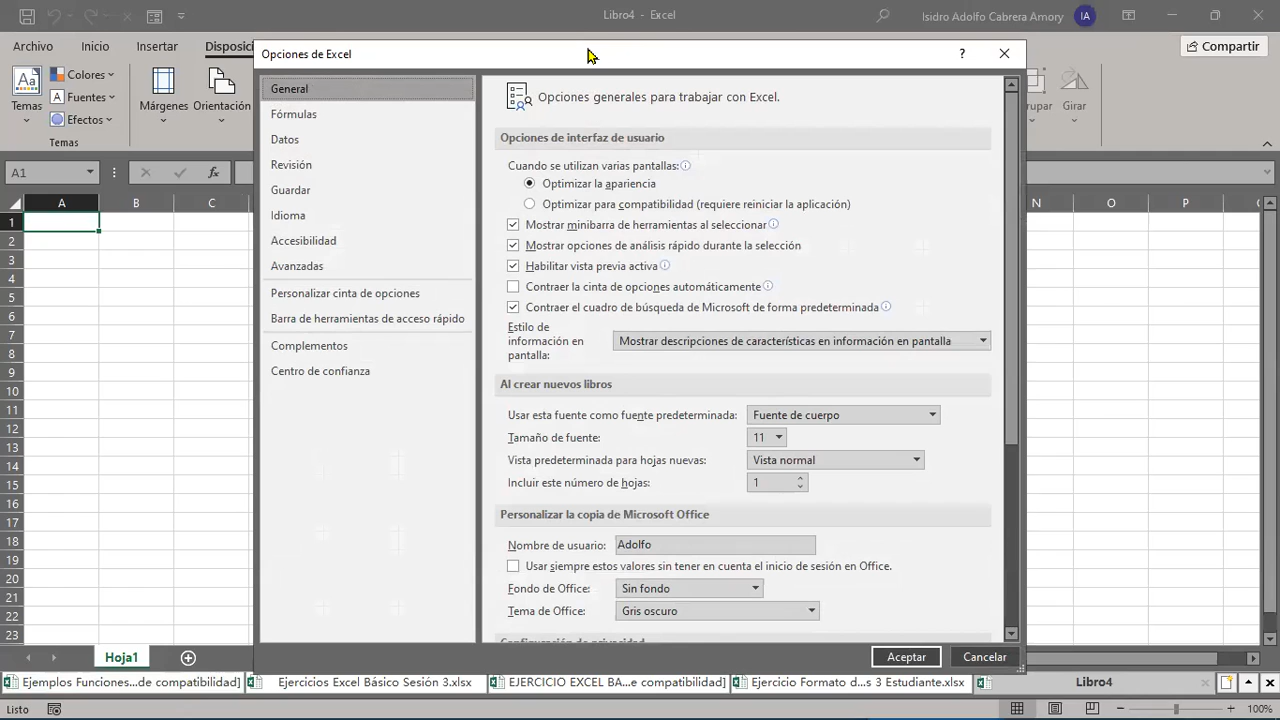 Libro4 - Excel
Isidro Adolfo Cabrera Amory
IA
Archivo
Inicio
Insertar
Disposici
Compartir
Aa
Temas
Colores
Fuentes
Efectos
Temas
Márgenes
Orientación
rupar
Girar
Opciones de Excel
?
General
Fórmulas
Datos
Revisión
Guardar
Idioma
Accesibilidad
Avanzadas
Personalizar cinta de opciones
Barra de herramientas de acceso rápido
Complementos
Centro de confianza
Opciones generales para trabajar con Excel.
Opciones de interfaz de usuario
Cuando se utilizan varias pantallas:
Optimizar la apariencia
Optimizar para compatibilidad (requiere reiniciar la aplicación)
Mostrar minibarra de herramientas al seleccionar
Mostrar opciones de análisis rápido durante la selección
Habilitar vista previa activa
Contraer la cinta de opciones automáticamente
Contraer el cuadro de búsqueda de Microsoft de forma predeterminada
Estilo de
información en
pantalla:
Mostrar descripciones de características en información en pantalla
Al crear nuevos libros
Usar esta fuente como fuente predeterminada: Fuente de cuerpo
Tamaño de fuente: 11
Vista predeterminada para hojas nuevas: Vista normal
Incluir este número de hojas: 1
Personalizar la copia de Microsoft Office
Nombre de usuario: Adolfo
Usar siempre estos valores sin tener en cuenta el inicio de sesión en Office.
Fondo de Office: Sin fondo
Tema de Office: Gris oscuro
Configuración de privacidad
Aceptar
Cancelar
A1
fx
A B C N O P
1
2
3
4
5
6
7
8
9
10
11
12
13
14
15
16
17
18
19
20
21
22
23
Hoja1
Ejemplos Funciones...de compatibilidad]
Ejercicios Excel Básico Sesión 3.xlsx
EJERCICIO EXCEL BA...e compatibilidad]
Ejercicio Formato d...s 3 Estudiante.xlsx
Libro4
Listo
100%